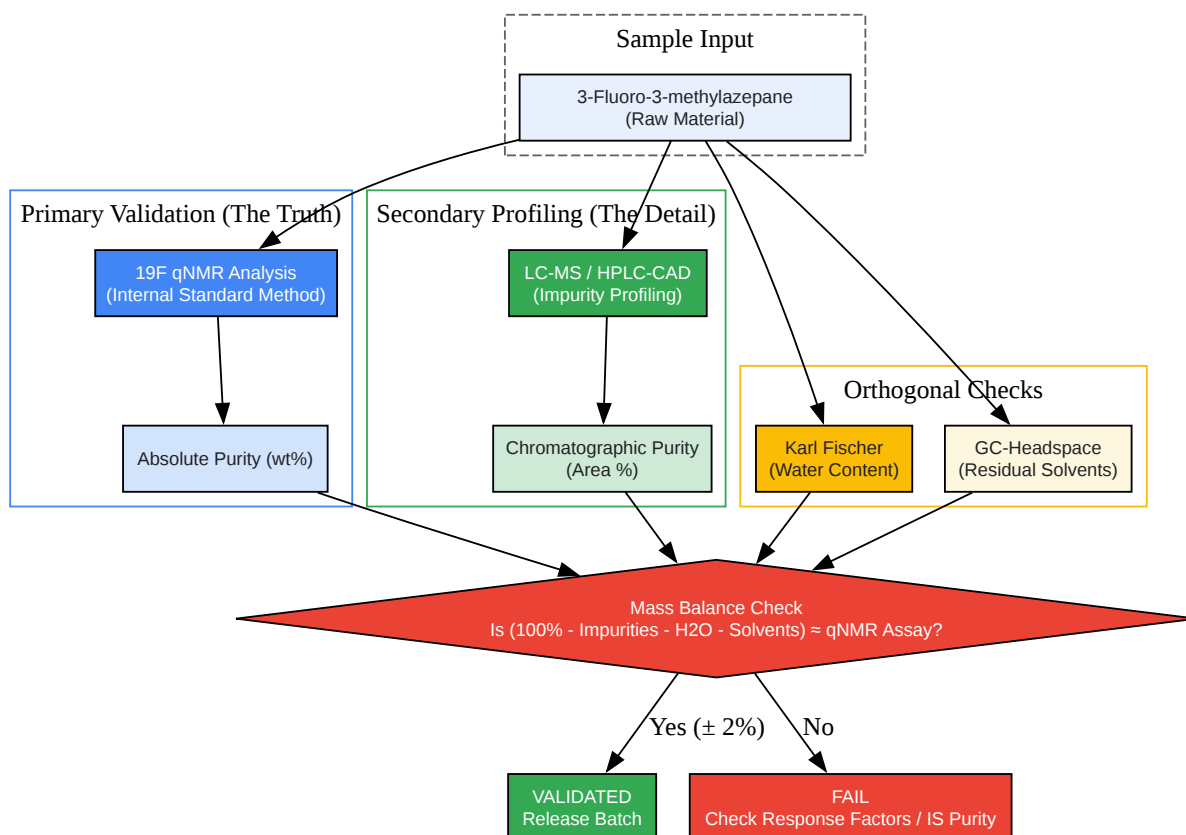 Sample Input
3-Fluoro-3-methylazepane
(Raw Material)
Primary Validation (The Truth)
19F qNMR Analysis
(Internal Standard Method)
Absolute Purity (wt%)
Secondary Profiling (The Detail)
LC-MS / HPLC-CAD
(Impurity Profiling)
Chromatographic Purity
(Area %)
Orthogonal Checks
Karl Fischer
(Water Content)
GC-Headspace
(Residual Solvents)
Mass Balance Check
Is (100% - Impurities - H2O - Solvents) ≈ qNMR Assay?
Yes (± 2%)
No
VALIDATED
Release Batch
FAIL
Check Response Factors / IS Purity